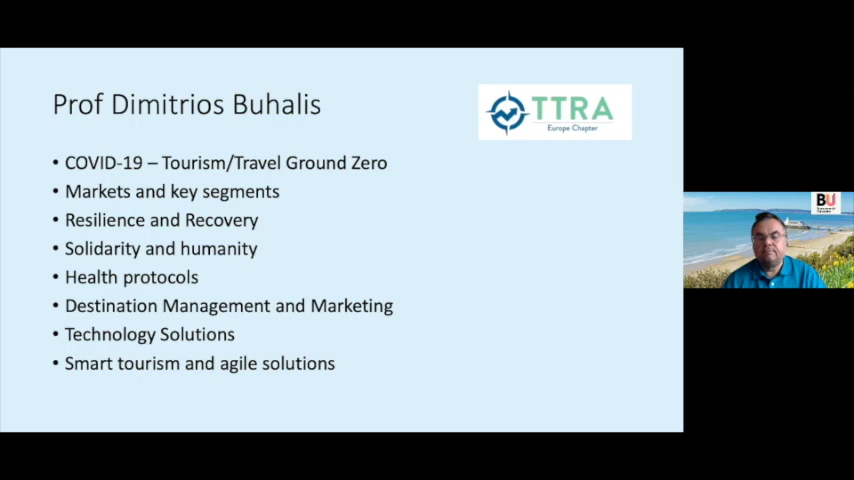 Prof Dimitrios Buhalis
TTRA
Europe Chapter
• COVID-19 – Tourism/Travel Ground Zero
• Markets and key segments
• Resilience and Recovery
• Solidarity and humanity
• Health protocols
• Destination Management and Marketing
• Technology Solutions
• Smart tourism and agile solutions
BU